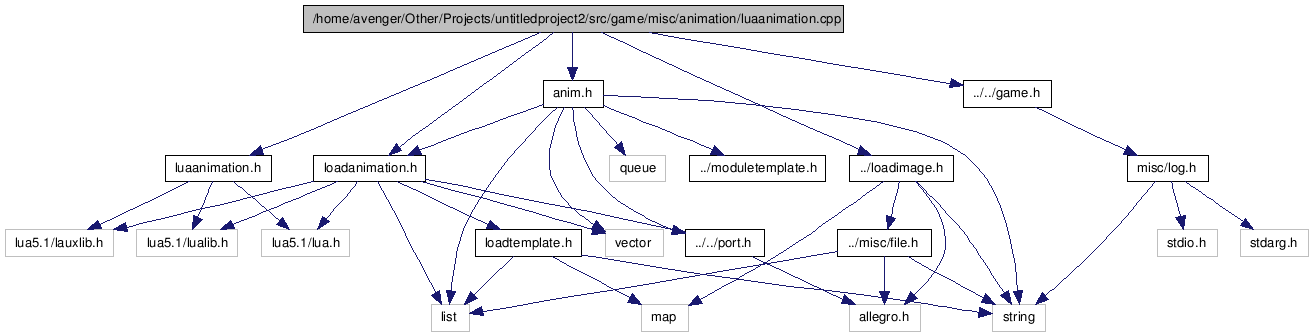 /home/avenger/Other/Projects/untitledproject2/src/game/misc/animation/luaanimation.cpp
anim.h
../../game.h
luaanimation.h
loadanimation.h
queue
../moduletemplate.h
../loadimage.h
misc/log.h
lua5.1/lauxlib.h
lua5.1/lualib.h
lua5.1/lua.h
loadtemplate.h
vector
../../port.h
../misc/file.h
stdio.h
stdarg.h
list
map
allegro.h
string